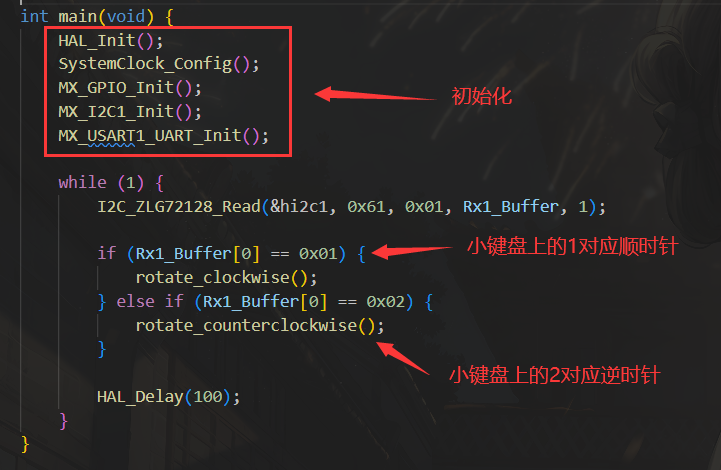 int main(void) {
HAL_Init();
SystemClock_Config();
MX_GPIO_Init();
MX_I2C1_Init();
MX_USART1_UART_Init();
初始化
while (1) {
I2C_ZLG72128_Read(&hi2c1, 0x61, 0x01, Rx1_Buffer, 1);
if (Rx1_Buffer[0] == 0x01) {
小键盘上的1对应顺时针
rotate_clockwise();
} else if (Rx1_Buffer[0] == 0x02) {
rotate_counterclockwise();
}
小键盘上的2对应逆时针
HAL_Delay(100);
}
}